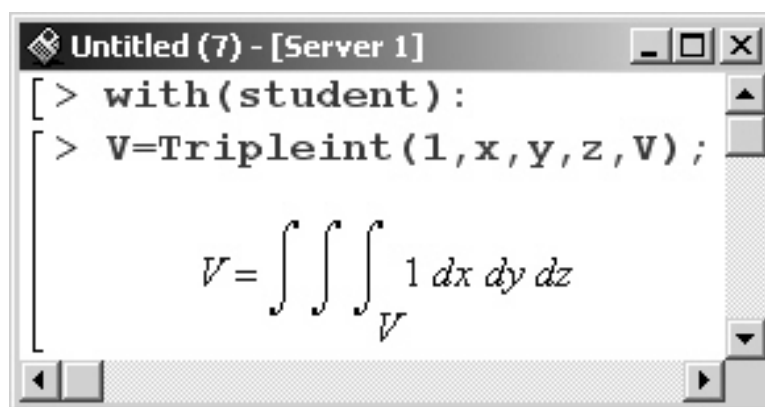 Untitled (7) - [Server 1]
[> with(student):
[> V=Tripleint(1,x,y,z,V);
V = ∫ ∫ ∫_V 1 dx dy dz